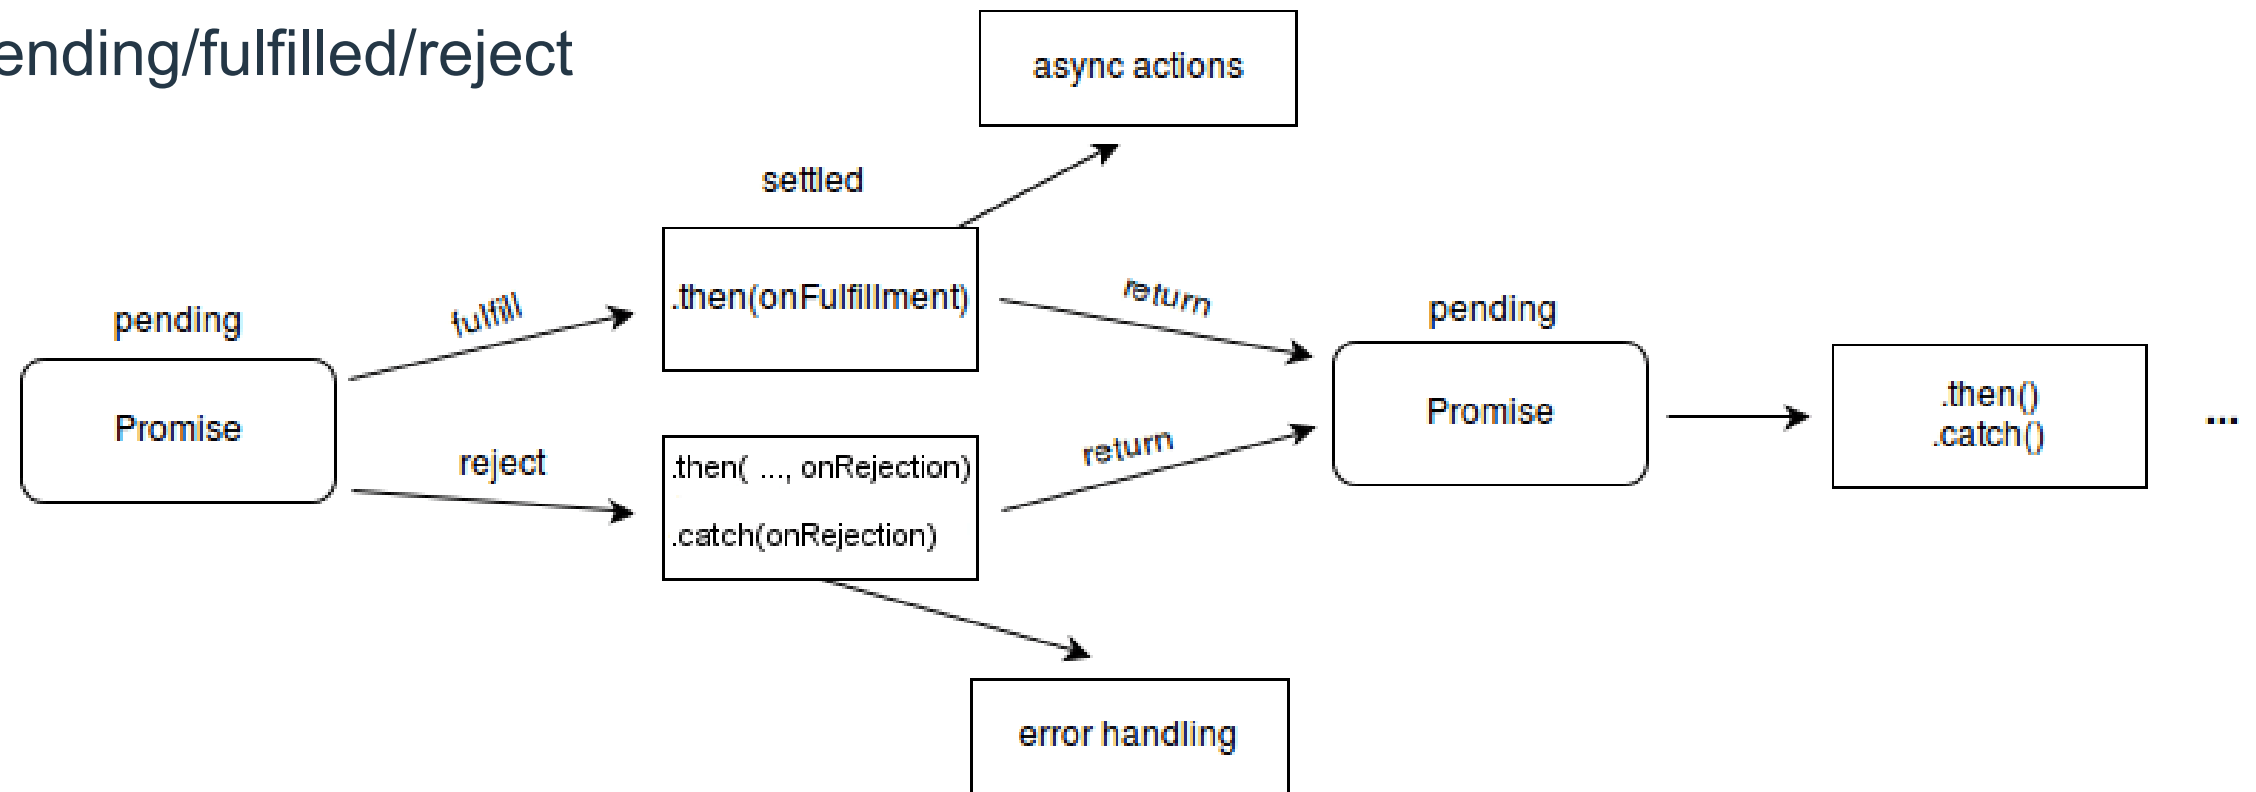 ending/fulfilled/reject
async actions
settled
.then(onFulfillment)
return
fulfill
pending
Promise
reject
.then( ..., onRejection)
.catch(onRejection)
return
pending
Promise
.then()
.catch()
...
error handling